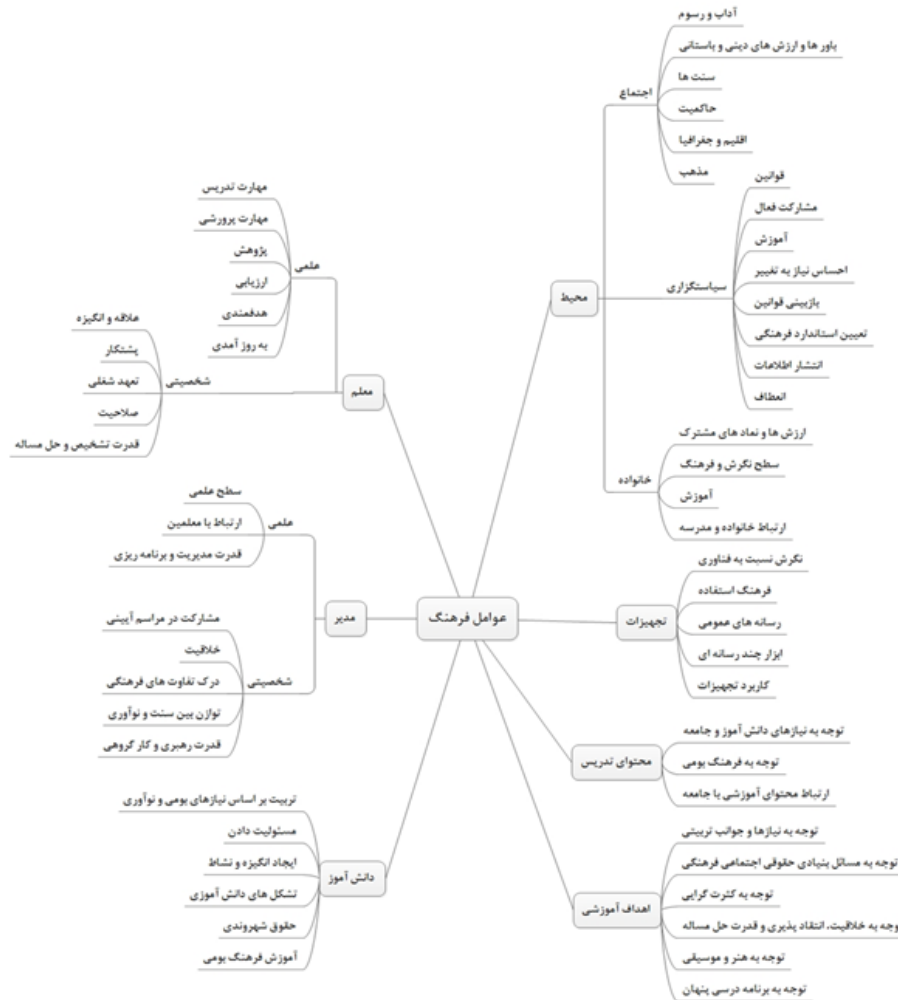 عوامل فرهنگ
محیط
اجتماع
آداب و رسوم
باور ها و ارزش های دینی و باستانی
سنت ها
حاکمیت
اقلیم و جغرافیا
مذهب
سیاستگزاری
قوانین
مشارکت فعال
آموزش
احساس نیاز به تغییر
بازبینی قوانین
تعیین استاندارد فرهنگی
انتشار اطلاعات
انعطاف
خانواده
ارزش ها و نماد های مشترک
سطح نگرش و فرهنگ
آموزش
ارتباط خانواده و مدرسه
تجهیزات
نگرش نسبت به فناوری
فرهنگ استفاده
رسانه های عمومی
ابزار چند رسانه ای
کاربرد تجهیزات
محتوای تدریس
توجه به نیازهای دانش آموز و جامعه
توجه به فرهنگ بومی
ارتباط محتوای آموزشی با جامعه
اهداف آموزشی
توجه به نیازها و جوانب تربیتی
توجه به مسائل بنیادی حقوقی اجتماعی فرهنگی
توجه به کثرت گرایی
وجه به خلاقیت، انتقاد پذیری و قدرت حل مساله
توجه به هنر و موسیقی
توجه به برنامه درسی پنهان
معلم
علمی
مهارت تدریس
مهارت پرورشی
پژوهش
ارزیابی
هدفمندی
به روز آمدی
شخصیتی
علاقه و انگیزه
پشتکار
تعهد شغلی
صلاحیت
قدرت تشخیص و حل مساله
مدیر
علمی
سطح علمی
ارتباط با معلمین
قدرت مدیریت و برنامه ریزی
شخصیتی
مشارکت در مراسم آیینی
خلاقیت
درک تفاوت های فرهنگی
توازن بین سنت و نوآوری
قدرت رهبری و کار گروهی
دانش آموز
تربیت بر اساس نیازهای بومی و نوآوری
مسئولیت دادن
ایجاد انگیزه و نشاط
تشکل های دانش آموزی
حقوق شهروندی
آموزش فرهنگ بومی